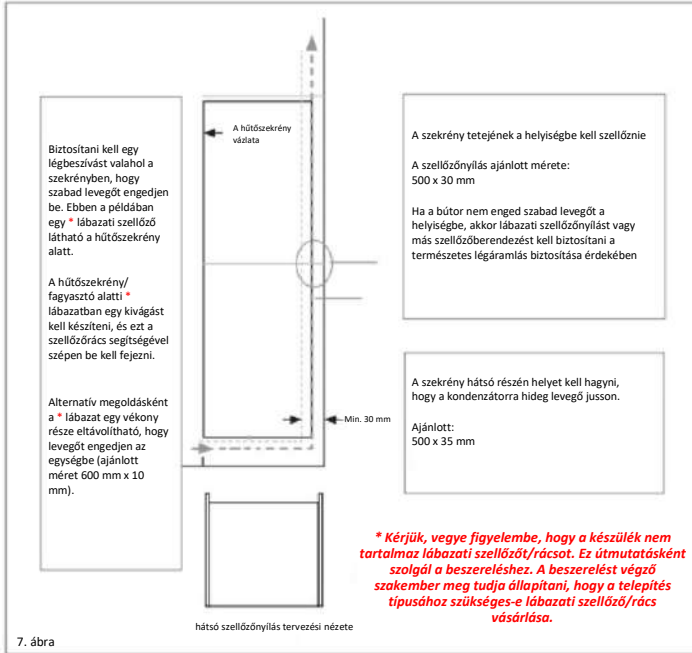 Biztosítani kell egy
légbeszívást valahol a
szekrényben, hogy
szabad levegőt engedjen
be. Ebben a példában
egy * lábazati szellőző
látható a hűtőszekrény
alatt.
A hűtőszekrény/
fagyasztó alatti *
lábazatban egy kivágást
kell készíteni, és ezt a
szellőzőrács segítségével
szépen be kell fejezni.
Alternatív megoldásként
a * lábazat egy vékony
része eltávolítható, hogy
levegőt engedjen az
egységbe (ajánlott
méret 600 mm x 10
mm).
A hűtőszekrény
vázlata
Min. 30 mm
hátsó szellőzőnyílás tervezési nézete
A szekrény tetejének a helyiségbe kell szellőznie
A szellőzőnyílás ajánlott mérete:
500 x 30 mm
Ha a bútor nem enged szabad levegőt a
helyiségbe, akkor lábazati szellőzőnyílást vagy
más szellőzőberendezést kell biztosítani a
természetes légáramlás biztosítása érdekében
A szekrény hátsó részén helyet kell hagyni,
hogy a kondenzátorra hideg levegő jusson.
Ajánlott:
500 x 35 mm
* Kérjük, vegye figyelembe, hogy a készülék nem
tartalmaz lábazati szellőzőt/rácsot. Ez útmutatásként
szolgál a beszereléshez. A beszerelést végző
szakember meg tudja állapítani, hogy a telepítés
típusához szükséges-e lábazati szellőző/rács
vásárlása.
7. ábra